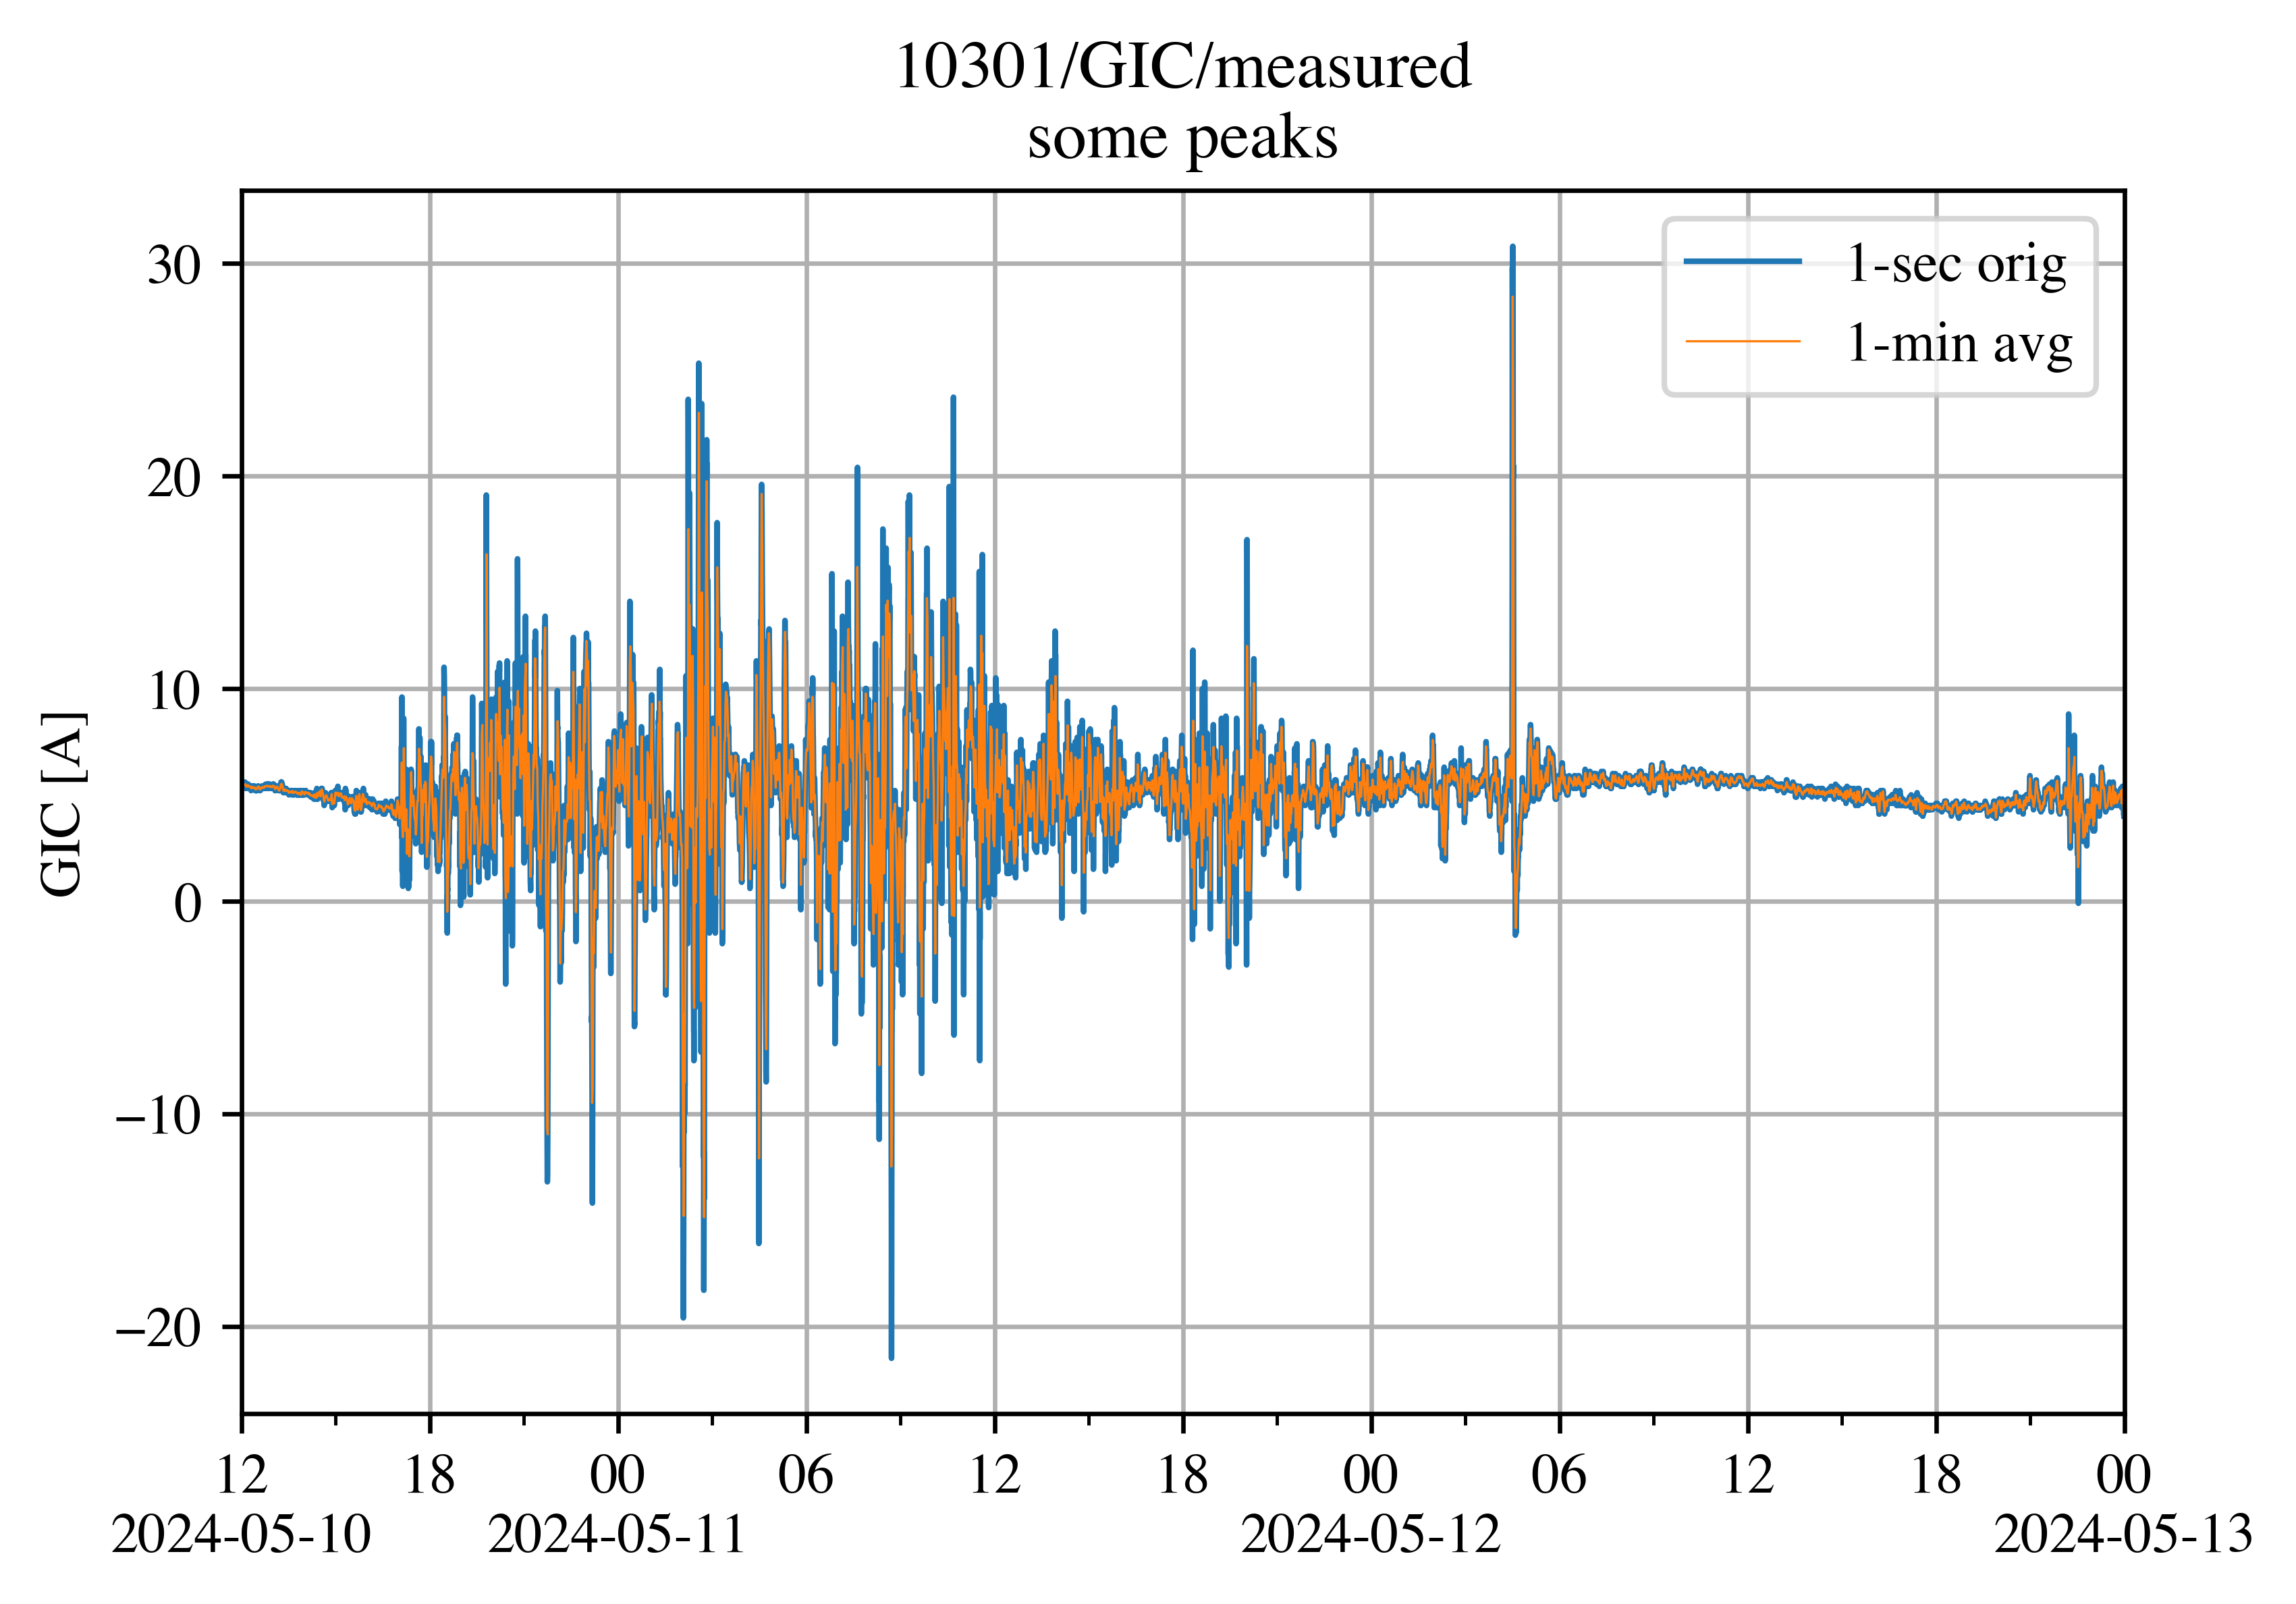 10301/GIC/measured
some peaks
1-sec orig
1-min avg
GIC [A]
30
20
10
0
−10
−20
12 18 00 06 12 18 00 06 12 18 00
2024-05-10 2024-05-11 2024-05-12 2024-05-13